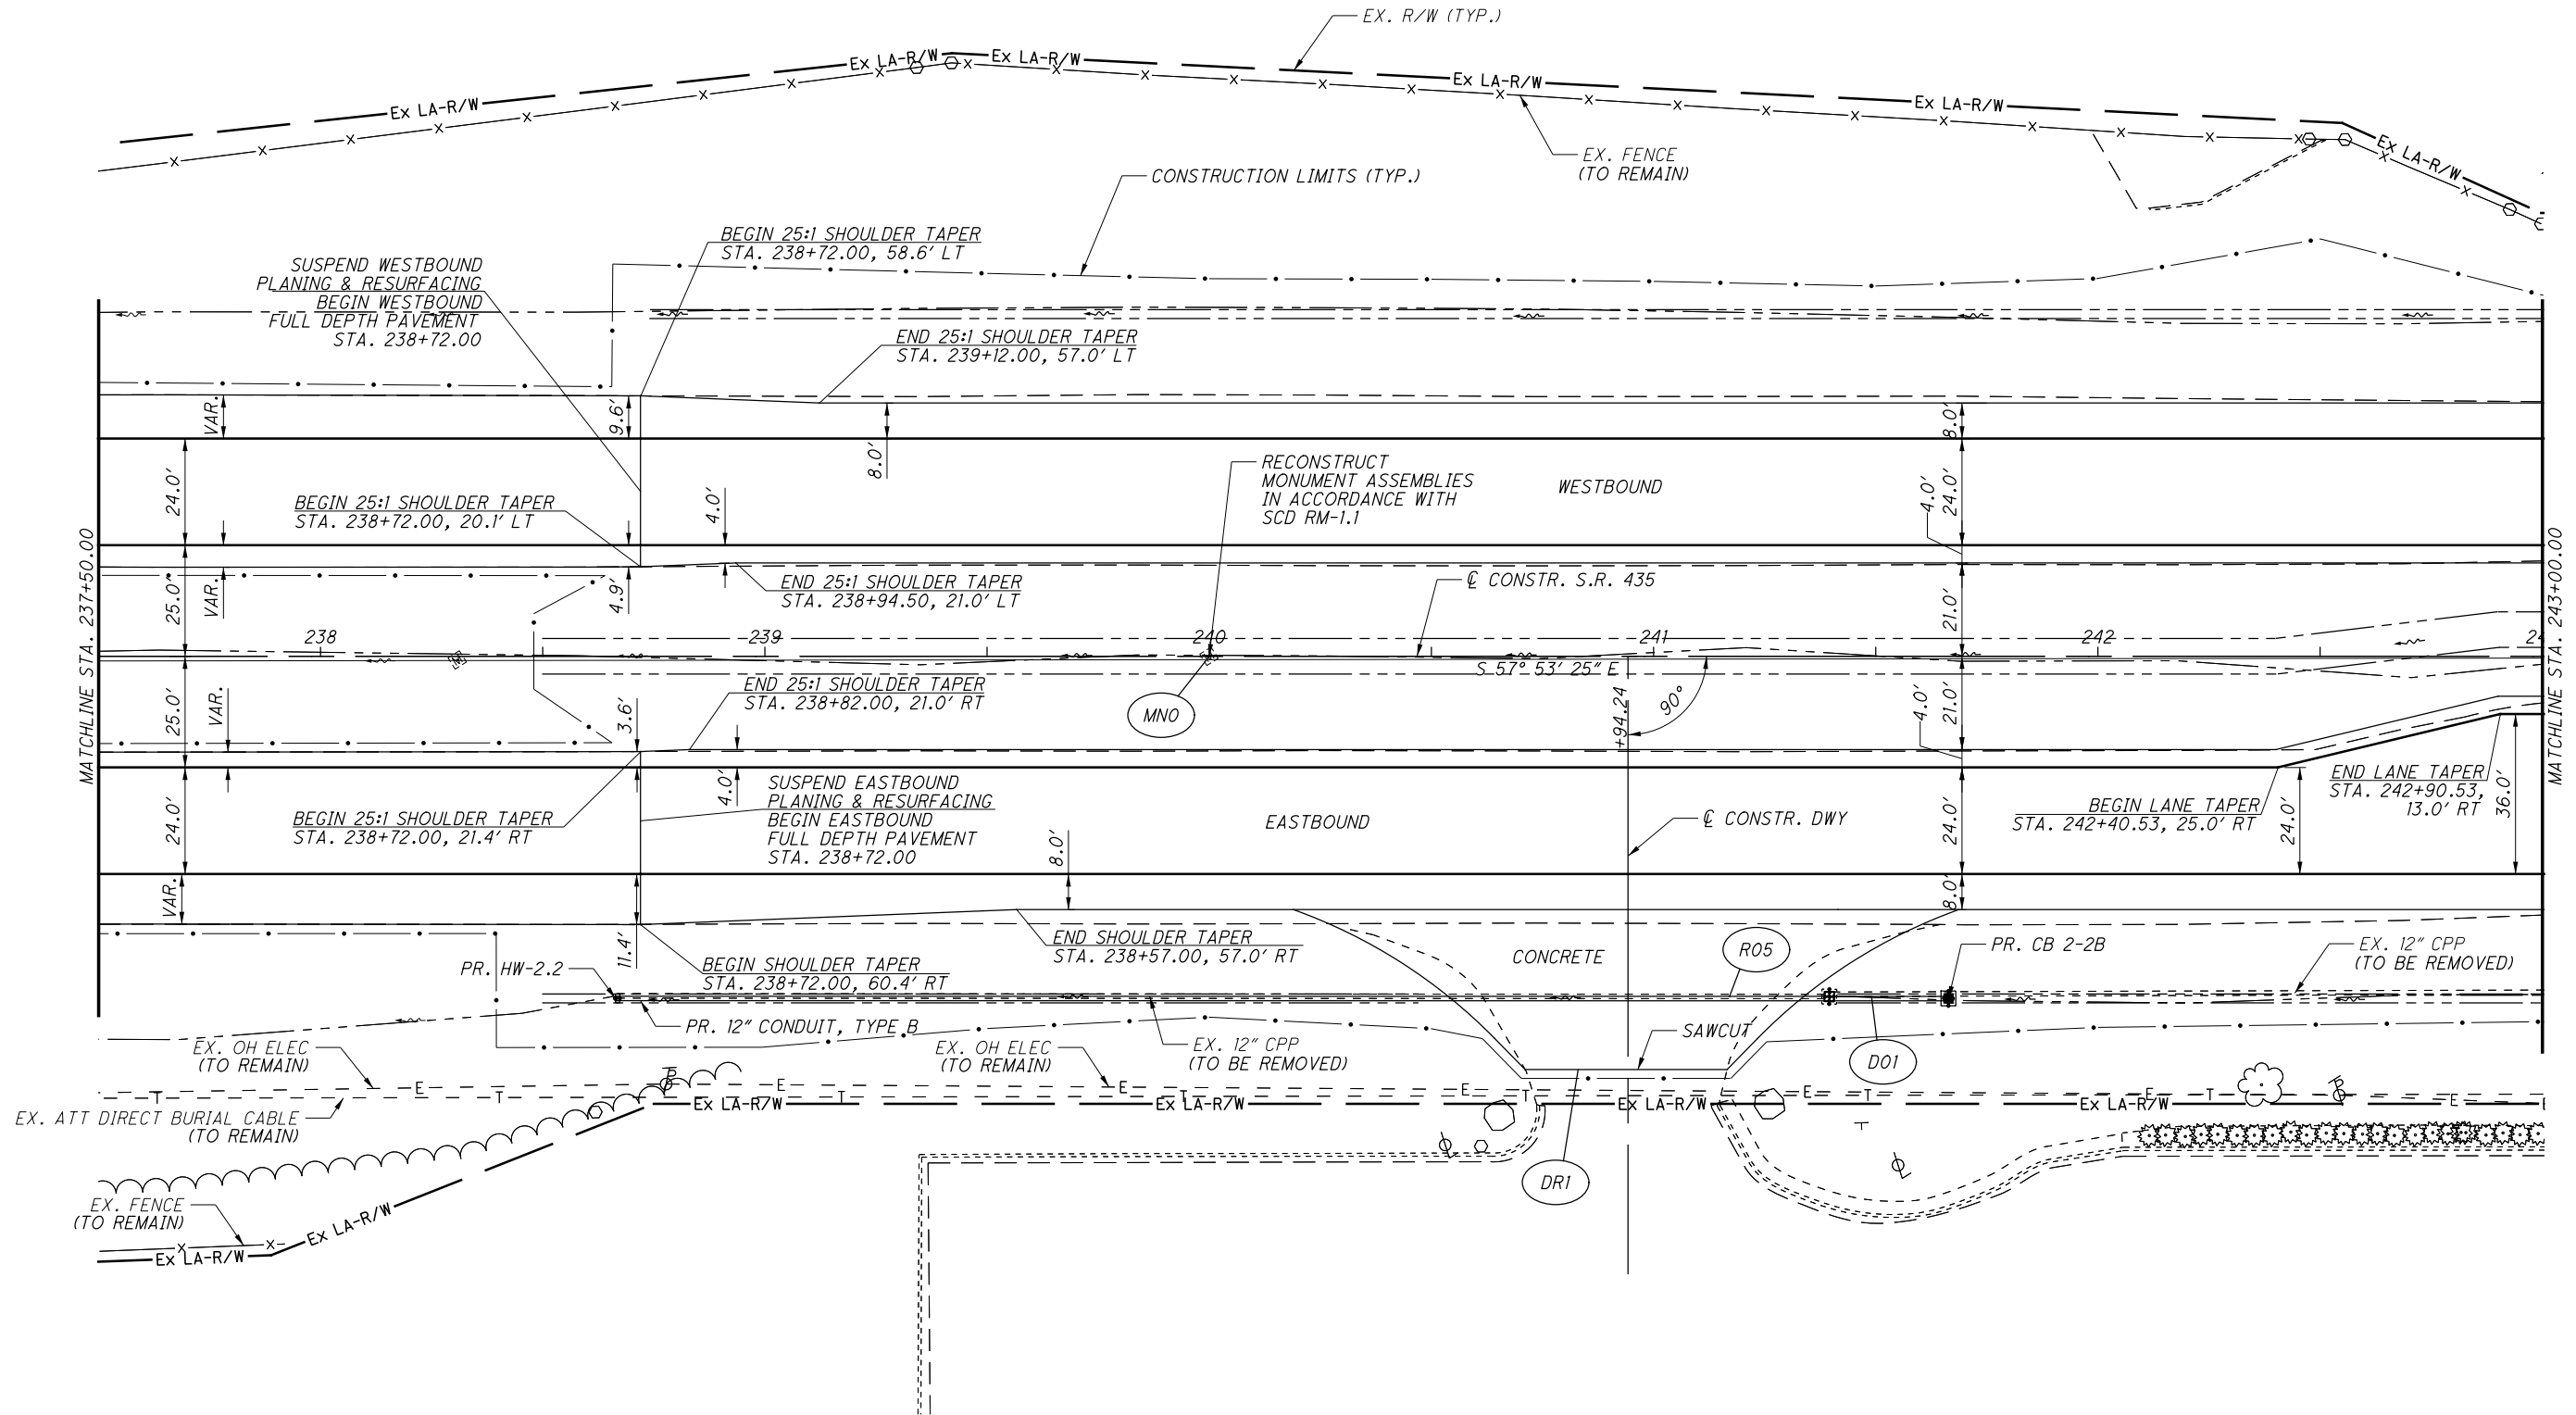 EX. R/W (TYP.)
Ex LA-R/W
Ex LA-R/W
Ex LA-R/W
Ex LA-R/W
Ex LA-R/W
Ex LA-R/W
EX. FENCE
(TO REMAIN)
CONSTRUCTION LIMITS (TYP.)
BEGIN 25:1 SHOULDER TAPER
STA. 238+72.00, 58.6' LT
SUSPEND WESTBOUND
PLANING & RESURFACING
BEGIN WESTBOUND
FULL DEPTH PAVEMENT
STA. 238+72.00
END 25:1 SHOULDER TAPER
STA. 239+12.00, 57.0' LT
VAR.
9.6'
8.0'
8.0'
24.0'
RECONSTRUCT
MONUMENT ASSEMBLIES
IN ACCORDANCE WITH
SCD RM-1.1
WESTBOUND
4.0'
24.0'
BEGIN 25:1 SHOULDER TAPER
STA. 238+72.00, 20.1' LT
4.0'
MATCHLINE STA. 237+50.00
MATCHLINE STA. 243+00.00
25.0'
VAR.
4.9'
END 25:1 SHOULDER TAPER
STA. 238+94.50, 21.0' LT
℄ CONSTR. S.R. 435
21.0'
238
239
240
241
242
24
S 57° 53' 25" E
END 25:1 SHOULDER TAPER
STA. 238+82.00, 21.0' RT
MNO
+94.24
90°
25.0'
VAR.
3.6'
4.0'
21.0'
4.0'
SUSPEND EASTBOUND
PLANING & RESURFACING
BEGIN EASTBOUND
FULL DEPTH PAVEMENT
STA. 238+72.00
BEGIN 25:1 SHOULDER TAPER
STA. 238+72.00, 21.4' RT
24.0'
EASTBOUND
℄ CONSTR. DWY
24.0'
BEGIN LANE TAPER
STA. 242+40.53, 25.0' RT
24.0'
END LANE TAPER
STA. 242+90.53,
13.0' RT
36.0'
VAR.
11.4'
8.0'
8.0'
END SHOULDER TAPER
STA. 238+57.00, 57.0' RT
CONCRETE
R05
PR. CB 2-2B
EX. 12" CPP
(TO BE REMOVED)
PR. HW-2.2
BEGIN SHOULDER TAPER
STA. 238+72.00, 60.4' RT
PR. 12" CONDUIT, TYPE B
EX. OH ELEC
(TO REMAIN)
EX. OH ELEC
(TO REMAIN)
EX. 12" CPP
(TO BE REMOVED)
SAWCUT
D01
EX. ATT DIRECT BURIAL CABLE
(TO REMAIN)
Ex LA-R/W
Ex LA-R/W
Ex LA-R/W
Ex LA-R/W
DR1
EX. FENCE
(TO REMAIN)
Ex LA-R/W
Ex LA-R/W